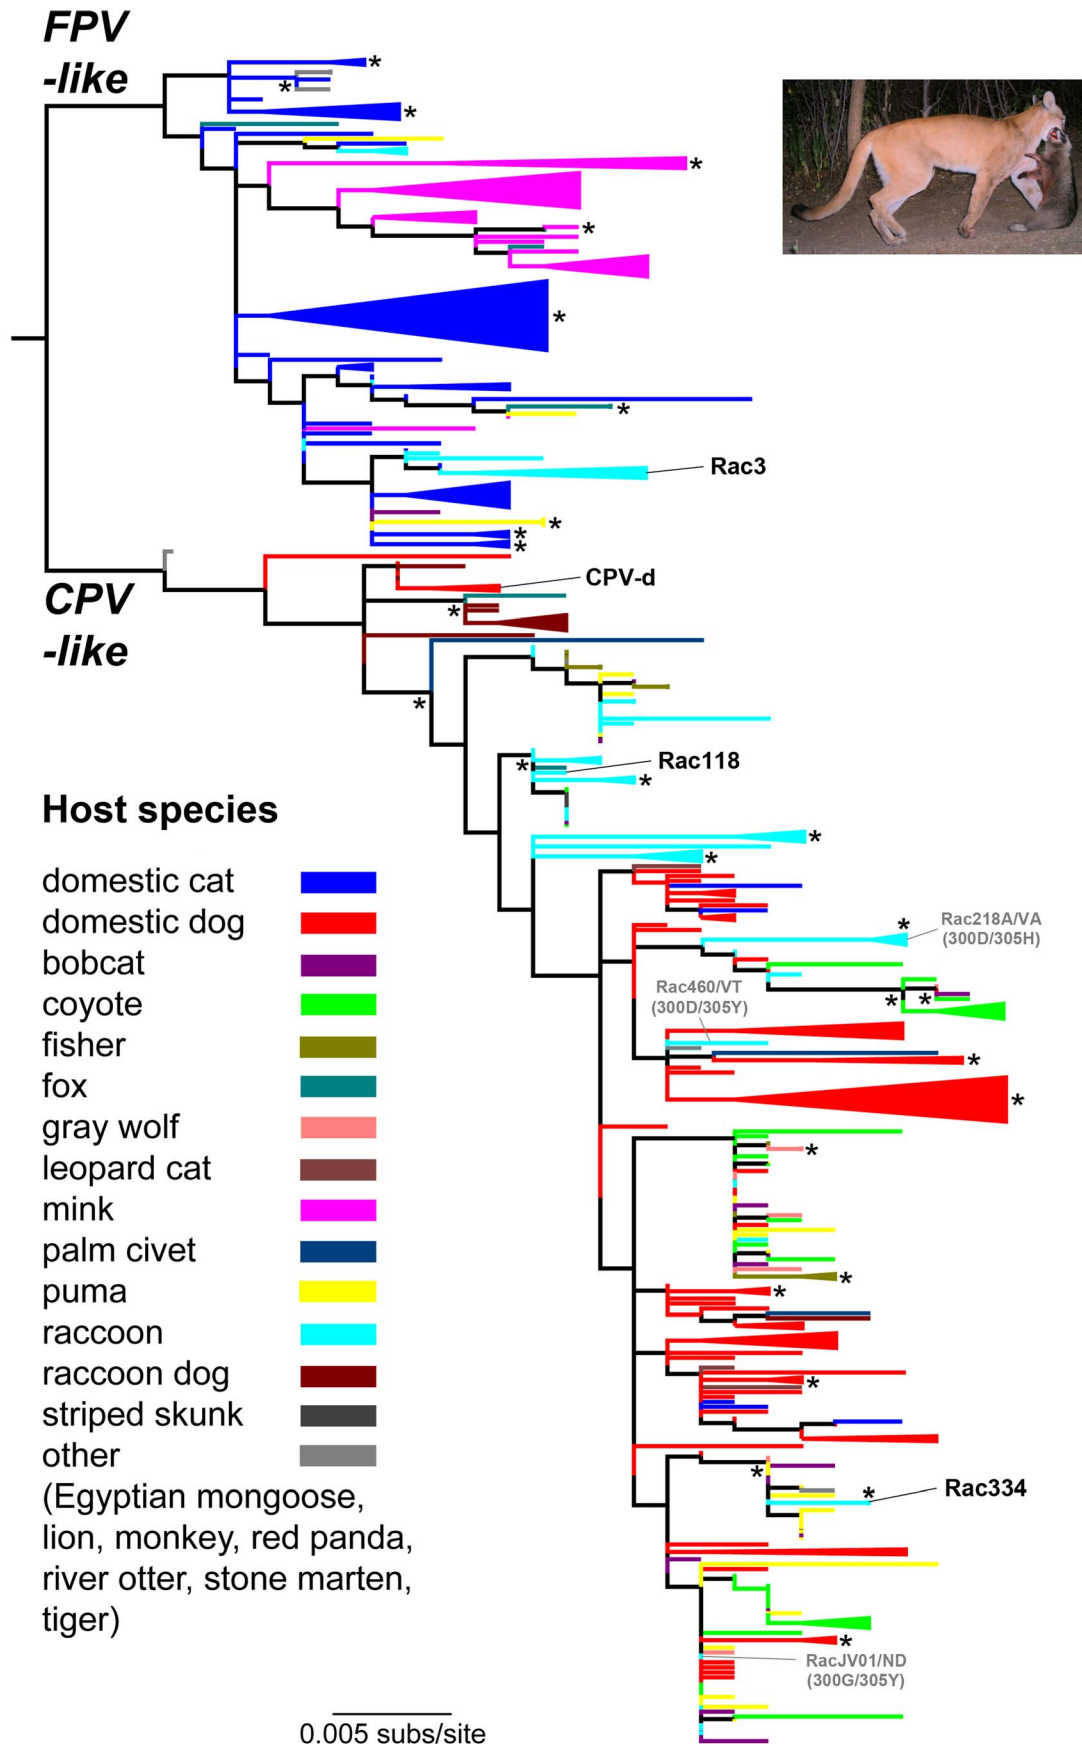 FPV
-like
*
*
*
*
*
*
*
Rac3
*
*
*
CPV
-like
CPV-d
*
*
Rac118
*
*
Host species
*
*
domestic cat
domestic dog
bobcat
coyote
fisher
fox
gray wolf
leopard cat
mink
palm civet
puma
raccoon
raccoon dog
striped skunk
other
(Egyptian mongoose,
lion, monkey, red panda,
river otter, stone marten,
tiger)
*
Rac218A/VA
(300D/305H)
Rac460/VT
(300D/305Y)
* *
*
*
*
*
*
*
*
*
Rac334
*
RacJV01/ND
(300G/305Y)
0.005 subs/site